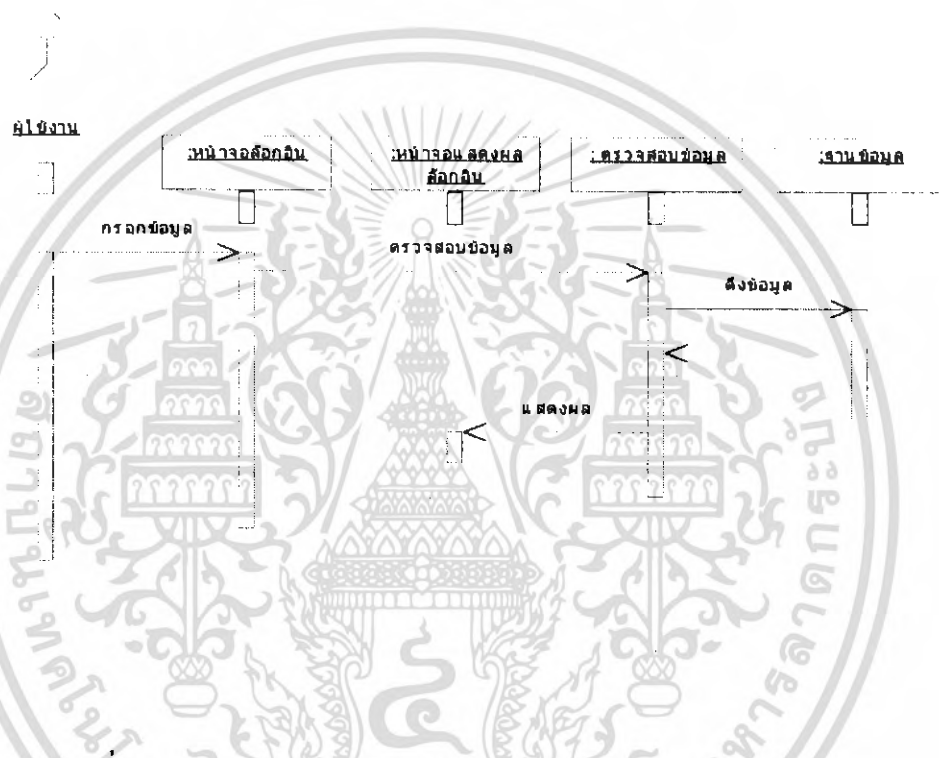 ผู้ใช้งาน
:หน้าจอล็อกอิน
:หน้าจอแสดงผล
ล็อกอิน
:ตรวจสอบข้อมูล
:ฐานข้อมูล
กรอกข้อมูล
ตรวจสอบข้อมูล
ดึงข้อมูล
แสดงผล